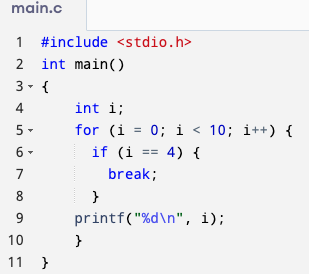 main.c
1 #include <stdio.h>
2 int main()
3 {
4     int i;
5     for (i = 0; i < 10; i++) {
6       if (i == 4) {
7         break;
8       }
9     printf("%d\n", i);
10     }
11 }